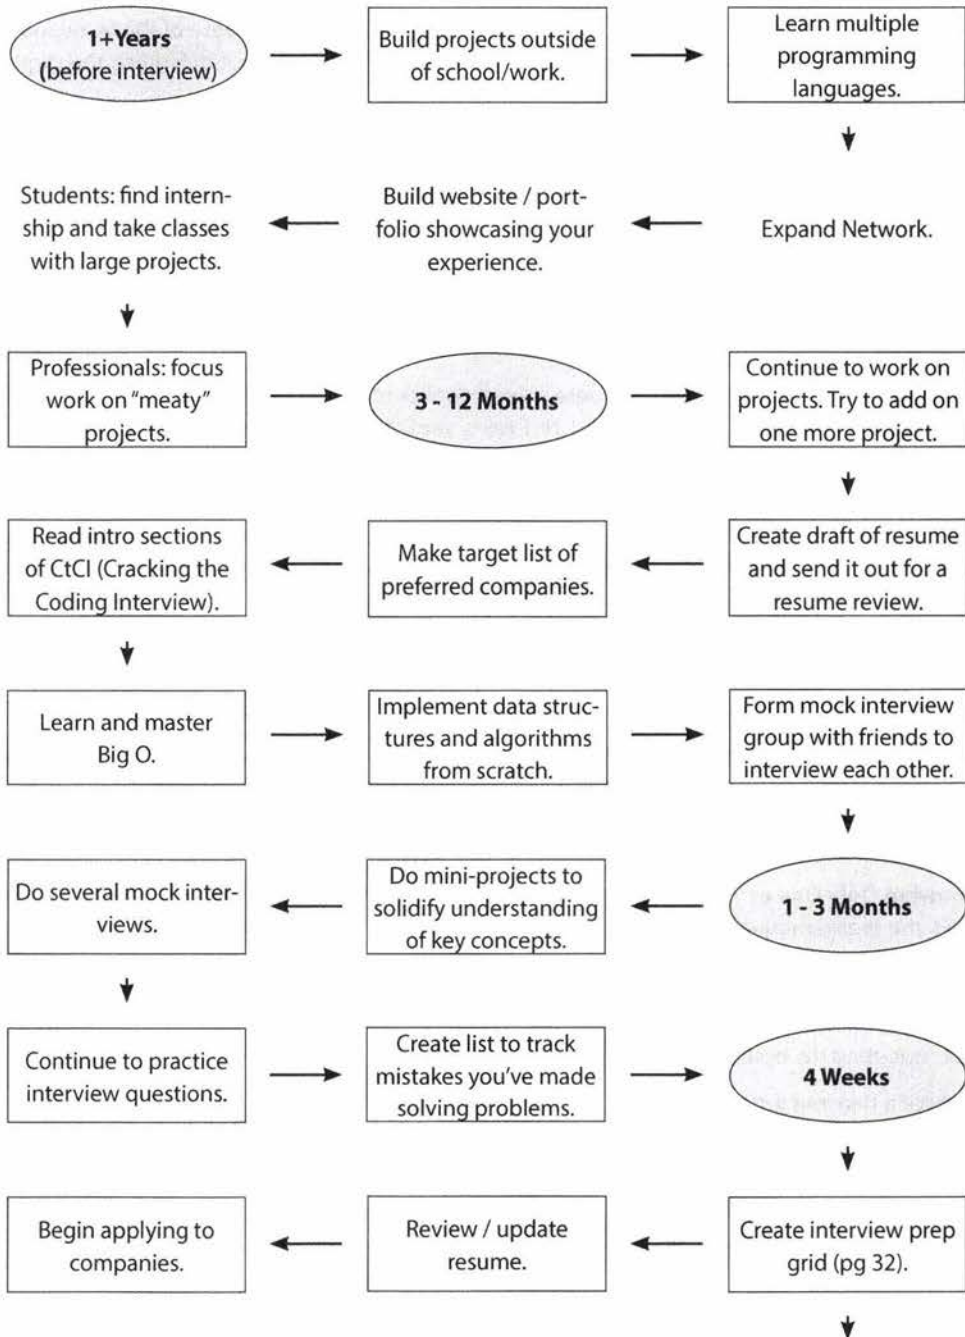 1+Years
(before interview)
Build projects outside
of school/work.
Learn multiple
programming
languages.
Expand Network.
Build website / port-
folio showcasing your
experience.
Students: find intern-
ship and take classes
with large projects.
Professionals: focus
work on “meaty”
projects.
3 - 12 Months
Continue to work on
projects. Try to add on
one more project.
Create draft of resume
and send it out for a
resume review.
Make target list of
preferred companies.
Read intro sections
of CtCI (Cracking the
Coding Interview).
Learn and master
Big O.
Implement data struc-
tures and algorithms
from scratch.
Form mock interview
group with friends to
interview each other.
1 - 3 Months
Do mini-projects to
solidify understanding
of key concepts.
Do several mock inter-
views.
Continue to practice
interview questions.
Create list to track
mistakes you’ve made
solving problems.
4 Weeks
Create interview prep
grid (pg 32).
Review / update
resume.
Begin applying to
companies.